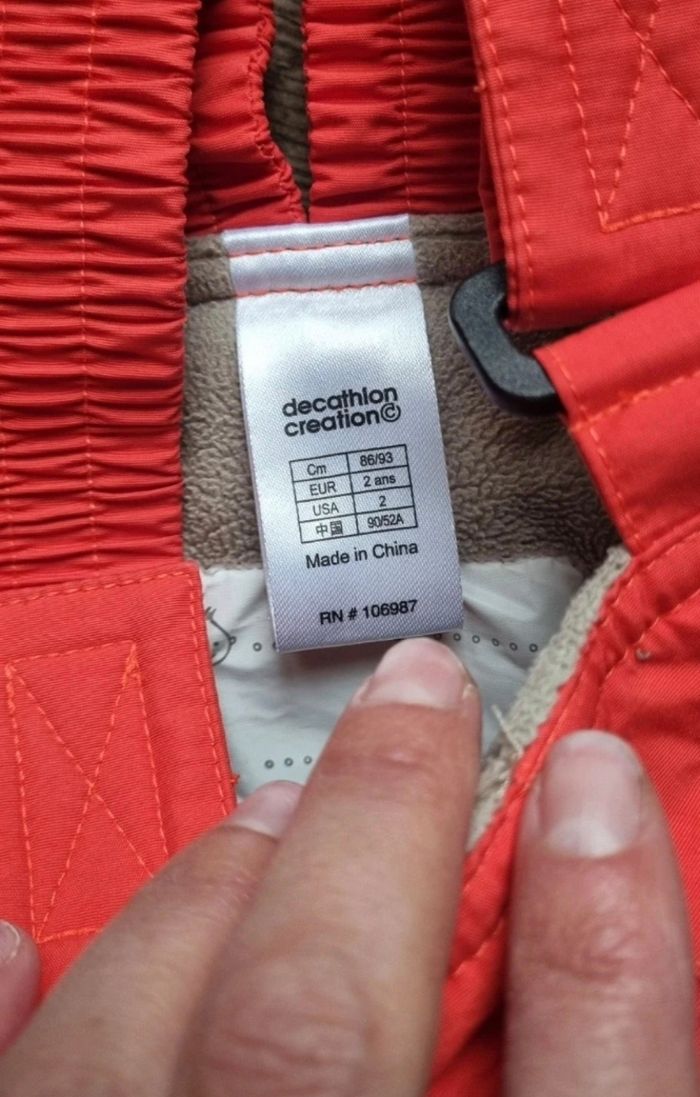 decathlon
creation©
Cm 86/93
EUR 2 ans
USA 2
中国 90/52A
Made in China
RN # 106987